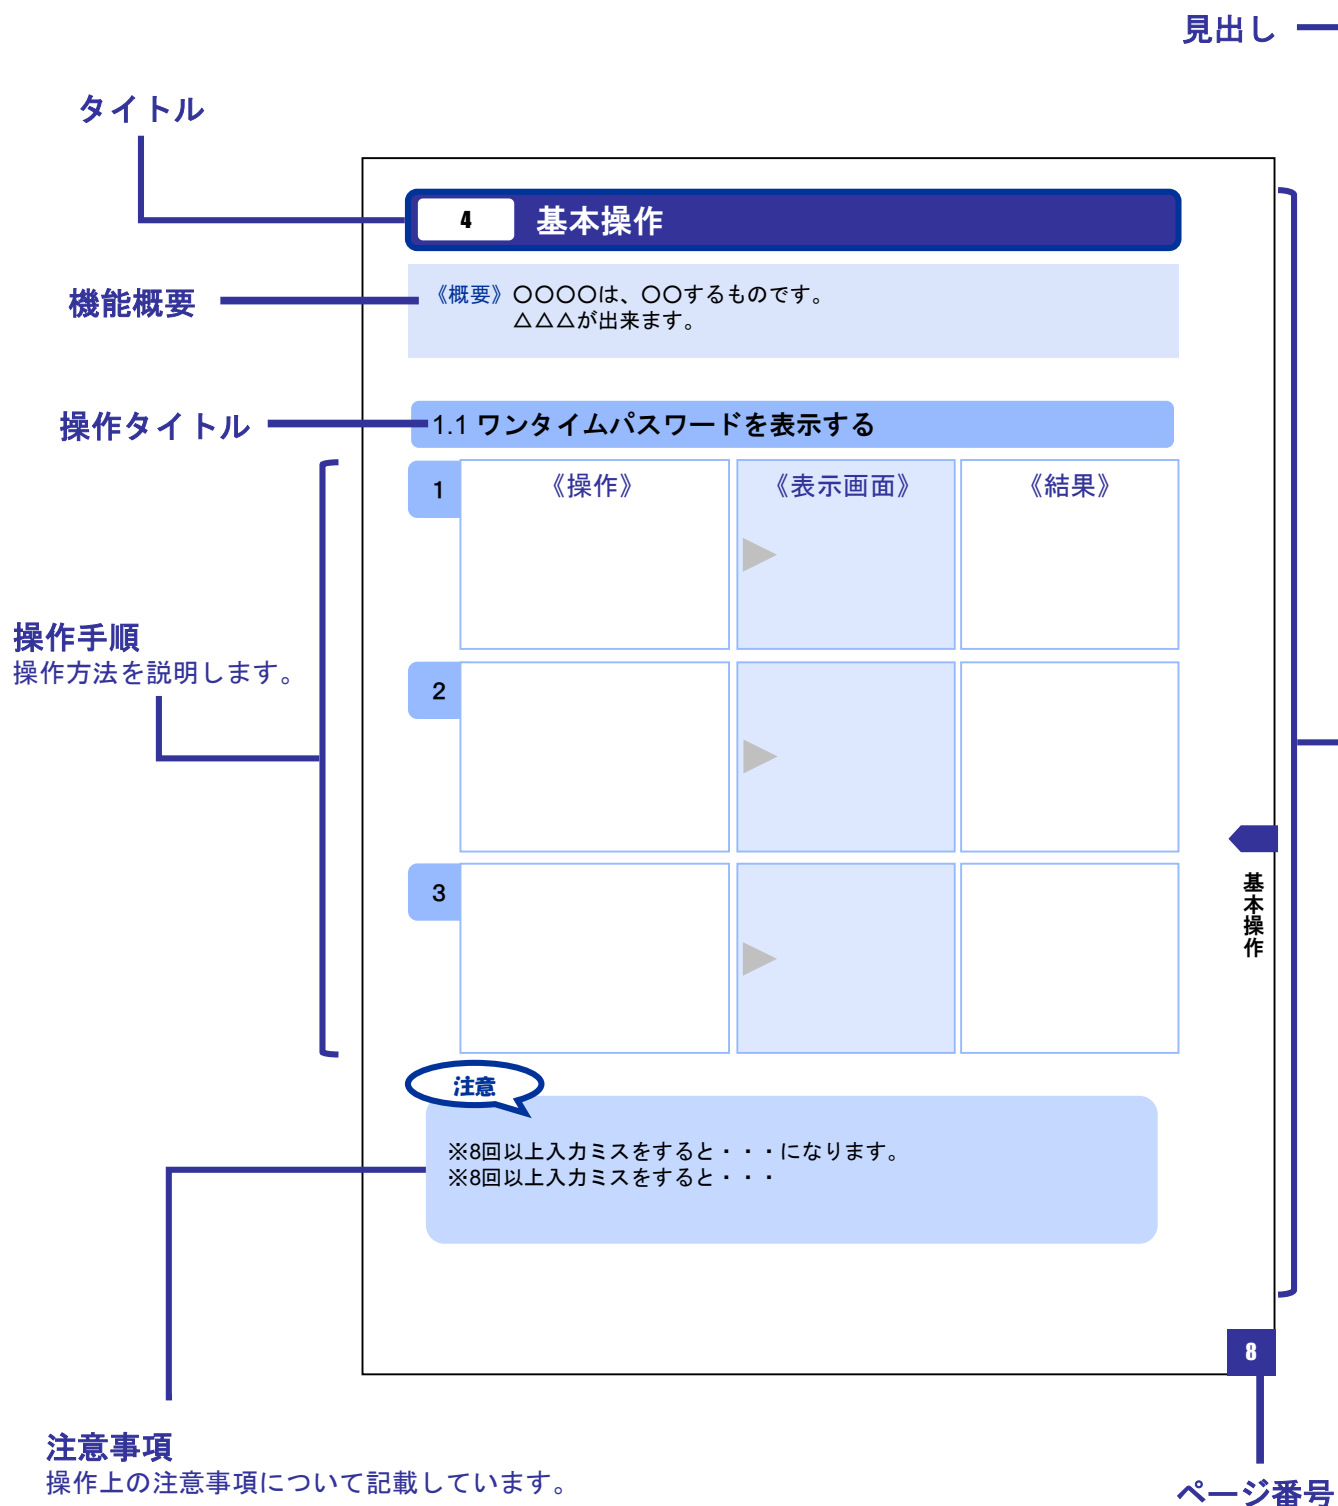 見出し
タイトル
4 基本操作
機能概要
《概要》〇〇〇〇は、〇〇するものです。
△△△が出来ます。
操作タイトル
1.1 ワンタイムパスワードを表示する
1 《操作》 《表示画面》 《結果》
操作手順
操作方法を説明します。
2
3
基本操作
注意
※8回以上入力ミスをすると・・・になります。
※8回以上入力ミスをすると・・・
8
注意事項
操作上の注意事項について記載しています。
ページ番号